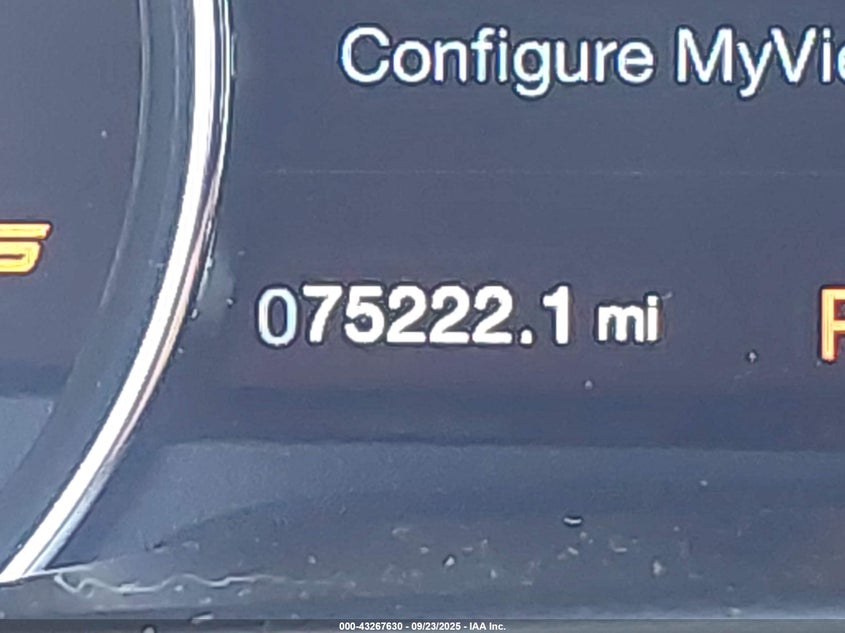 Configure MyVie
075222.1 mi
P
000-43267630 - 09/23/2025 - IAA Inc.